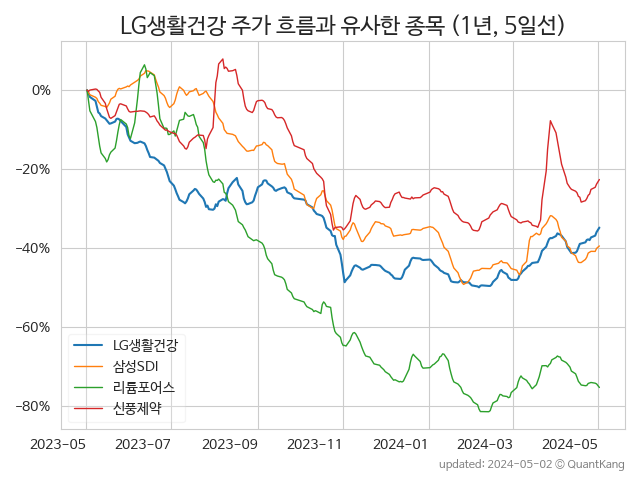 LG생활건강 주가 흐름과 유사한 종목 (1년, 5일선)
0%
−20%
−40%
−60%
−80%
LG생활건강
삼성SDI
리튬포어스
신풍제약
2023-05 2023-07 2023-09 2023-11 2024-01 2024-03 2024-05
updated: 2024-05-02 © QuantKang